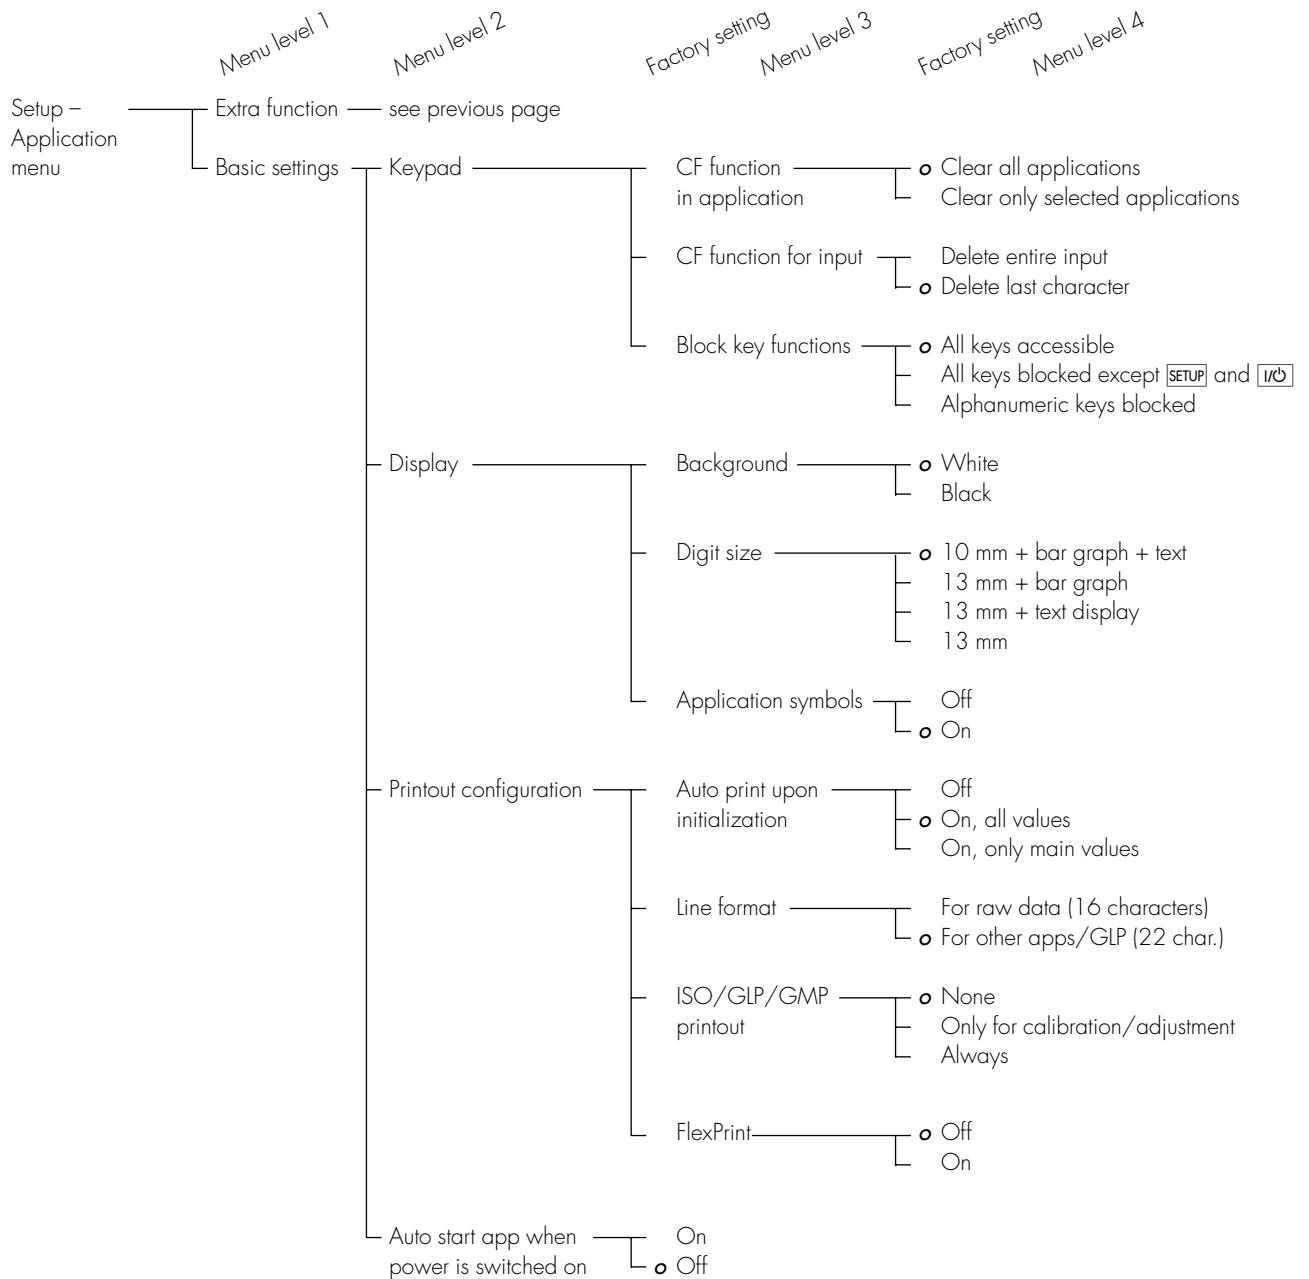 Menu level 1 Menu level 2 Factory setting Menu level 3 Factory setting Menu level 4
Setup – Extra function see previous page
Application
menu Basic settings Keypad CF function o Clear all applications
in application Clear only selected applications
CF function for input Delete entire input
o Delete last character
Block key functions o All keys accessible
All keys blocked except SETUP and I/⏻
Alphanumeric keys blocked
Display Background o White
Black
Digit size o 10 mm + bar graph + text
13 mm + bar graph
13 mm + text display
13 mm
Application symbols Off
o On
Printout configuration Auto print upon Off
initialization o On, all values
On, only main values
Line format For raw data (16 characters)
o For other apps/GLP (22 char.)
ISO/GLP/GMP o None
printout Only for calibration/adjustment
Always
FlexPrint o Off
On
Auto start app when On
power is switched on o Off